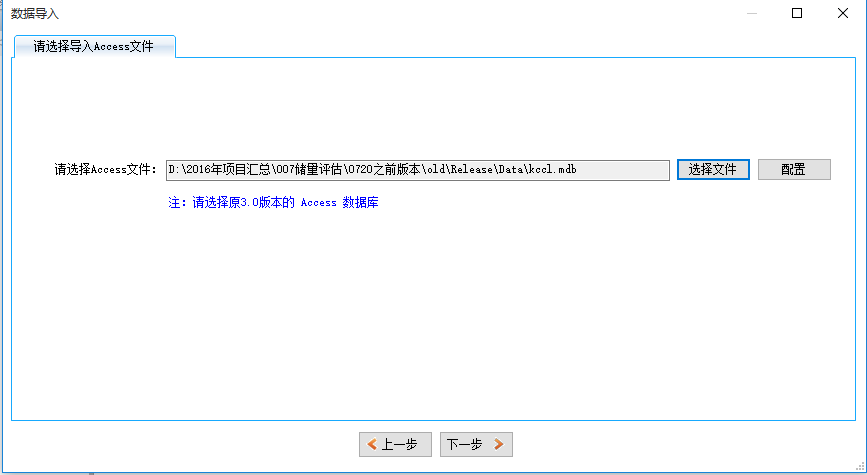 数据导入
请选择导入Access文件
请选择Access文件: D:\2016年项目汇总\007储量评估\0720之前版本\old\Release\Data\kccl.mdb 选择文件 配置
注：请选择原3.0版本的 Access 数据库
上一步 下一步